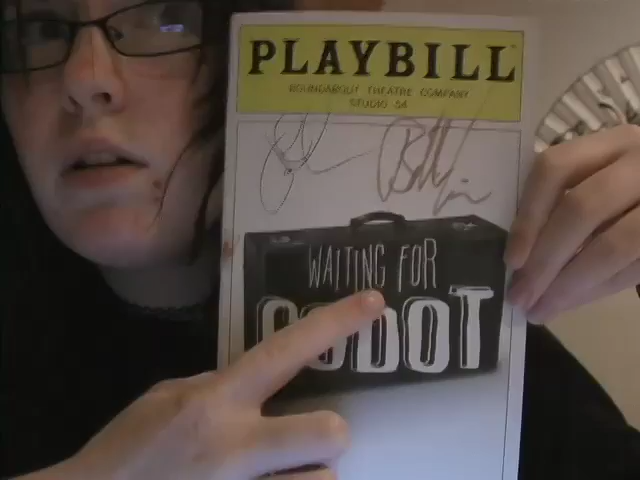 PLAYBILL
ROUNDABOUT THEATRE COMPANY
STUDIO 54
WAITING FOR
GODOT